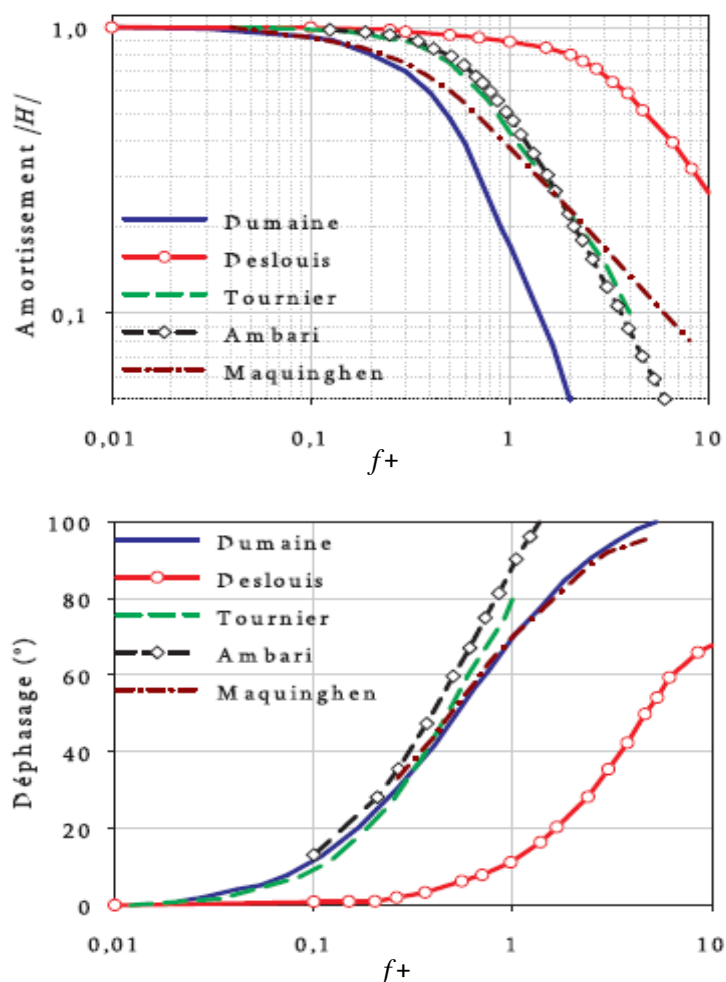 1.0
Amortissement |H|
Dumaine
Deslouis
Tournier
Ambari
Maquinghen
0,1
0,01
0,1
1
10
f+
100
Dumaine
Deslouis
80
Tournier
Ambari
60
Maquinghen
Déphasage (°)
40
20
0
0,01
0,1
1
10
f+